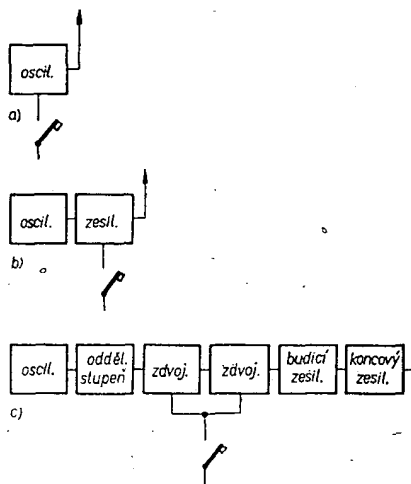 oscil.
a)
oscil. zesil.
b)
oscil. odděl. stupeň zdvoj. zdvoj. budicí zesil. koncový zesil.
c)